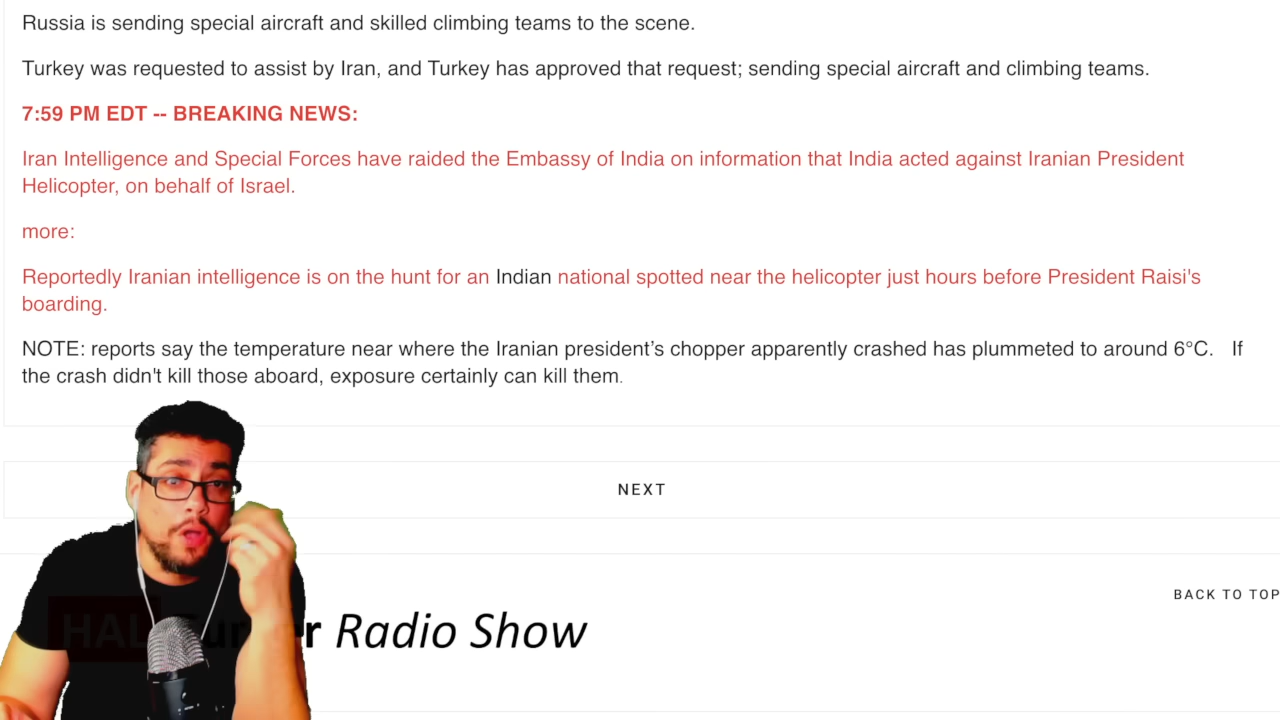 Russia is sending special aircraft and skilled climbing teams to the scene.
Turkey was requested to assist by Iran, and Turkey has approved that request; sending special aircraft and climbing teams.
7:59 PM EDT -- BREAKING NEWS:
Iran Intelligence and Special Forces have raided the Embassy of India on information that India acted against Iranian President
Helicopter, on behalf of Israel.
more:
Reportedly Iranian intelligence is on the hunt for an Indian national spotted near the helicopter just hours before President Raisi's
boarding.
NOTE: reports say the temperature near where the Iranian president’s chopper apparently crashed has plummeted to around 6°C. If
the crash didn't kill those aboard, exposure certainly can kill them.
NEXT
BACK TO TOP
HAL Radio Show